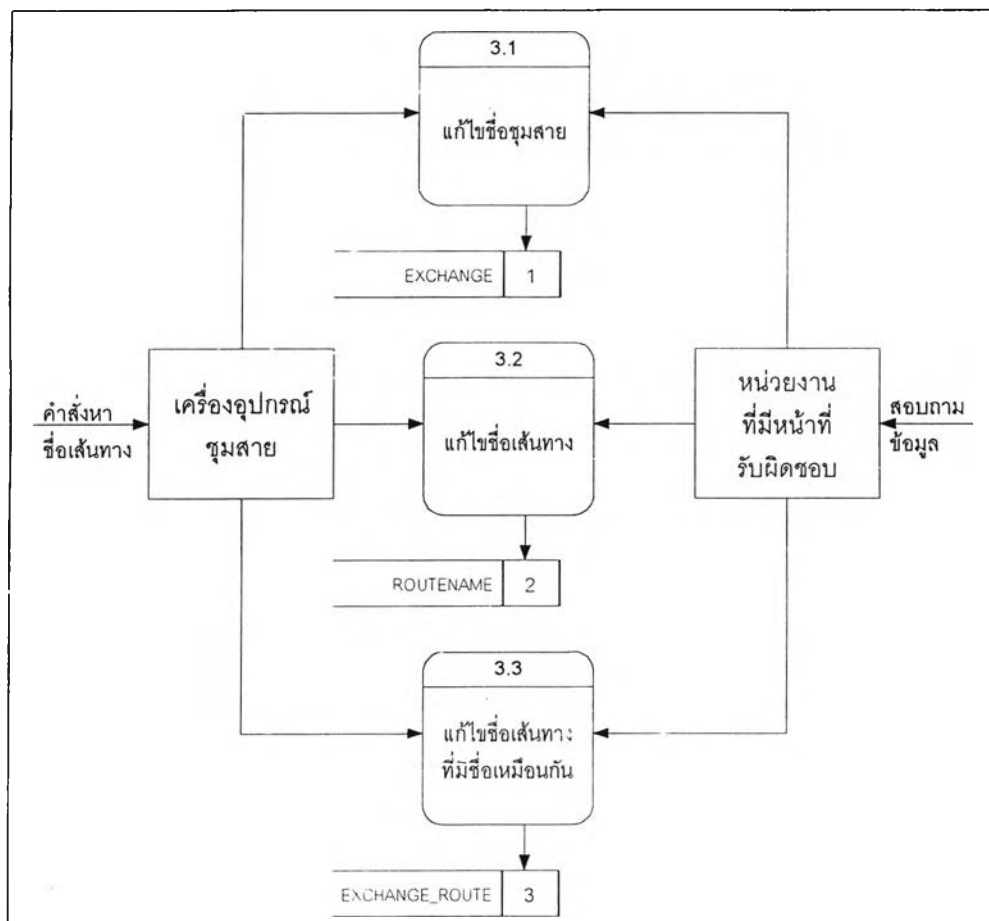 3.1
แก้ไขชื่อชุมสาย
EXCHANGE 1
3.2
แก้ไขชื่อเส้นทาง
ROUTENAME 2
3.3
แก้ไขชื่อเส้นทาง
ที่มีชื่อเหมือนกัน
EXCHANGE_ROUTE 3
คำสั่งหา
ชื่อเส้นทาง
เครื่องอุปกรณ์
ชุมสาย
หน่วยงาน
ที่มีหน้าที่
รับผิดชอบ
สอบถาม
ข้อมูล